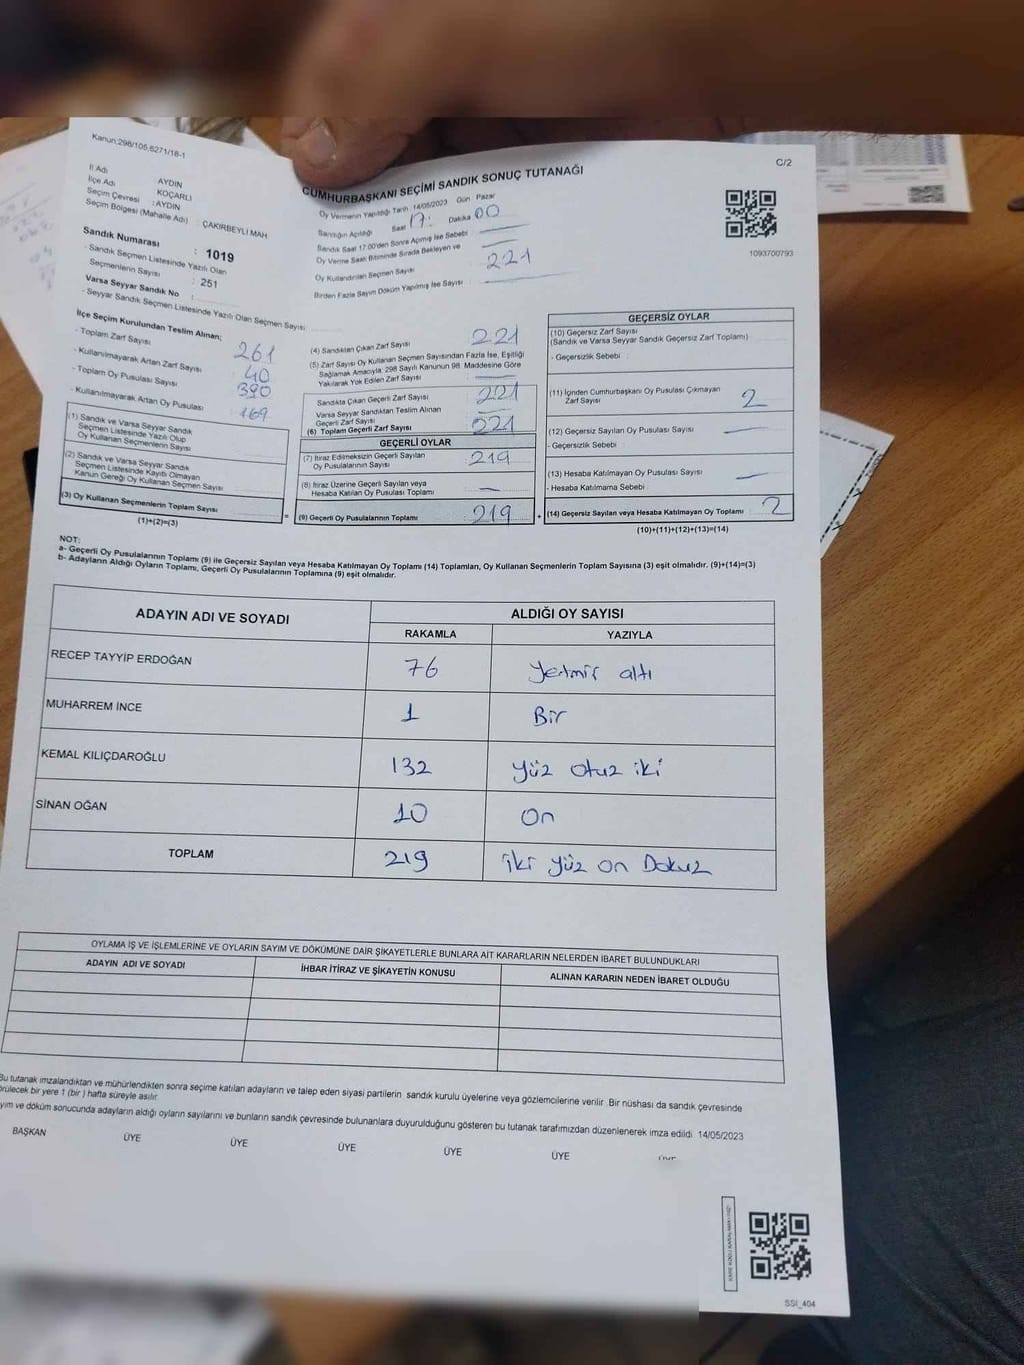 Kanun;298/105,6271/18-1
C/2
İl Adı AYDIN
İlçe Adı KOÇARLI
Seçim Çevresi : AYDIN
Seçim Bölgesi (Mahalle Adı) : ÇAKIRBEYLİ MAH
Sandık Numarası : 1019
- Sandık Seçmen Listesinde Yazılı Olan
Seçmenlerin Sayısı : 251
Varsa Seyyar Sandık No :
- Seyyar Sandık Seçmen Listesinde Yazılı Olan Seçmen Sayısı :
CUMHURBAŞKANI SEÇİMİ SANDIK SONUÇ TUTANAĞI
Oy Vermenin Yapıldığı Tarih 14/05/2023 Gün Pazar
Sandığın Açıldığı Saat 17: Dakika 00
Sandık Saat 17:00'den Sonra Açılmış İse Sebebi :
Oy Verme Saati Bitiminde Sırada Bekleyen ve
Oy Kullandırılan Seçmen Sayısı 221
Birden Fazla Sayım Döküm Yapılmış İse Sayısı :
1093700793
İlçe Seçim Kurulundan Teslim Alınan;
- Toplam Zarf Sayısı 261
- Kullanılmayarak Artan Zarf Sayısı 40
- Toplam Oy Pusulası Sayısı 390
- Kullanılmayarak Artan Oy Pusulası 169
(1) Sandık ve Varsa Seyyar Sandık
Seçmen Listesinde Yazılı Olup
Oy Kullanan Seçmenlerin Sayısı
(2) Sandık ve Varsa Seyyar Sandık
Seçmen Listesinde Kayıtlı Olmayan
Kanun Gereği Oy Kullanan Seçmen Sayısı
(3) Oy Kullanan Seçmenlerin Toplam Sayısı
(1)+(2)=(3)
(4) Sandıktan Çıkan Zarf Sayısı 221
(5) Zarf Sayısı Oy Kullanan Seçmen Sayısından Fazla İse, Eşitliği
Sağlamak Amacıyla, 298 Sayılı Kanunun 98. Maddesine Göre
Yakılarak Yok Edilen Zarf Sayısı
Sandıkta Çıkan Geçerli Zarf Sayısı 221
Varsa Seyyar Sandıktan Teslim Alınan
Geçerli Zarf Sayısı
(6) Toplam Geçerli Zarf Sayısı 221
GEÇERLİ OYLAR
(7) İtiraz Edilmeksizin Geçerli Sayılan
Oy Pusulalarının Sayısı 219
(8) İtiraz Üzerine Geçerli Sayılan veya
Hesaba Katılan Oy Pusulası Toplamı
= (9) Geçerli Oy Pusulalarının Toplamı 219 +
GEÇERSİZ OYLAR
(10) Geçersiz Zarf Sayısı
(Sandık ve Varsa Seyyar Sandık Geçersiz Zarf Toplamı) :
- Geçersizlik Sebebi :
(11) İçinden Cumhurbaşkanı Oy Pusulası Çıkmayan
Zarf Sayısı 2
(12) Geçersiz Sayılan Oy Pusulası Sayısı
- Geçersizlik Sebebi
(13) Hesaba Katılmayan Oy Pusulası Sayısı
- Hesaba Katılmama Sebebi :
(14) Geçersiz Sayılan veya Hesaba Katılmayan Oy Toplamı 2
(10)+(11)+(12)+(13)=(14)
NOT:
a- Geçerli Oy Pusulalarının Toplamı (9) ile Geçersiz Sayılan veya Hesaba Katılmayan Oy Toplamı (14) Toplamları, Oy Kullanan Seçmenlerin Toplam Sayısına (3) eşit olmalıdır. (9)+(14)=(3)
b- Adayların Aldığı Oyların Toplamı, Geçerli Oy Pusulalarının Toplamına (9) eşit olmalıdır.
ADAYIN ADI VE SOYADI ALDIĞI OY SAYISI
RAKAMLA YAZIYLA
RECEP TAYYİP ERDOĞAN 76 Yetmiş altı
MUHARREM İNCE 1 Bir
KEMAL KILIÇDAROĞLU 132 yüz otuz iki
SİNAN OĞAN 10 On
TOPLAM 219 iki yüz on Dokuz
OYLAMA İŞ VE İŞLEMLERİNE VE OYLARIN SAYIM VE DÖKÜMÜNE DAİR ŞİKAYETLERLE BUNLARA AİT KARARLARIN NELERDEN İBARET BULUNDUKLARI
ADAYIN ADI VE SOYADI İHBAR İTİRAZ VE ŞİKAYETİN KONUSU ALINAN KARARIN NEDEN İBARET OLDUĞU
Bu tutanak imzalandıktan ve mühürlendikten sonra seçime katılan adayların ve talep eden siyasi partilerin sandık kurulu üyelerine veya gözlemcilerine verilir. Bir nüshası da sandık çevresinde
örülecek bir yere 1 (bir ) hafta süreyle asılır.
yım ve döküm sonucunda adayların aldığı oyların sayılarını ve bunların sandık çevresinde bulunanlara duyurulduğunu gösteren bu tutanak tarafımızdan düzenlenerek imza edildi. 14/05/2023
BAŞKAN ÜYE ÜYE ÜYE ÜYE ÜYE
SSI_404